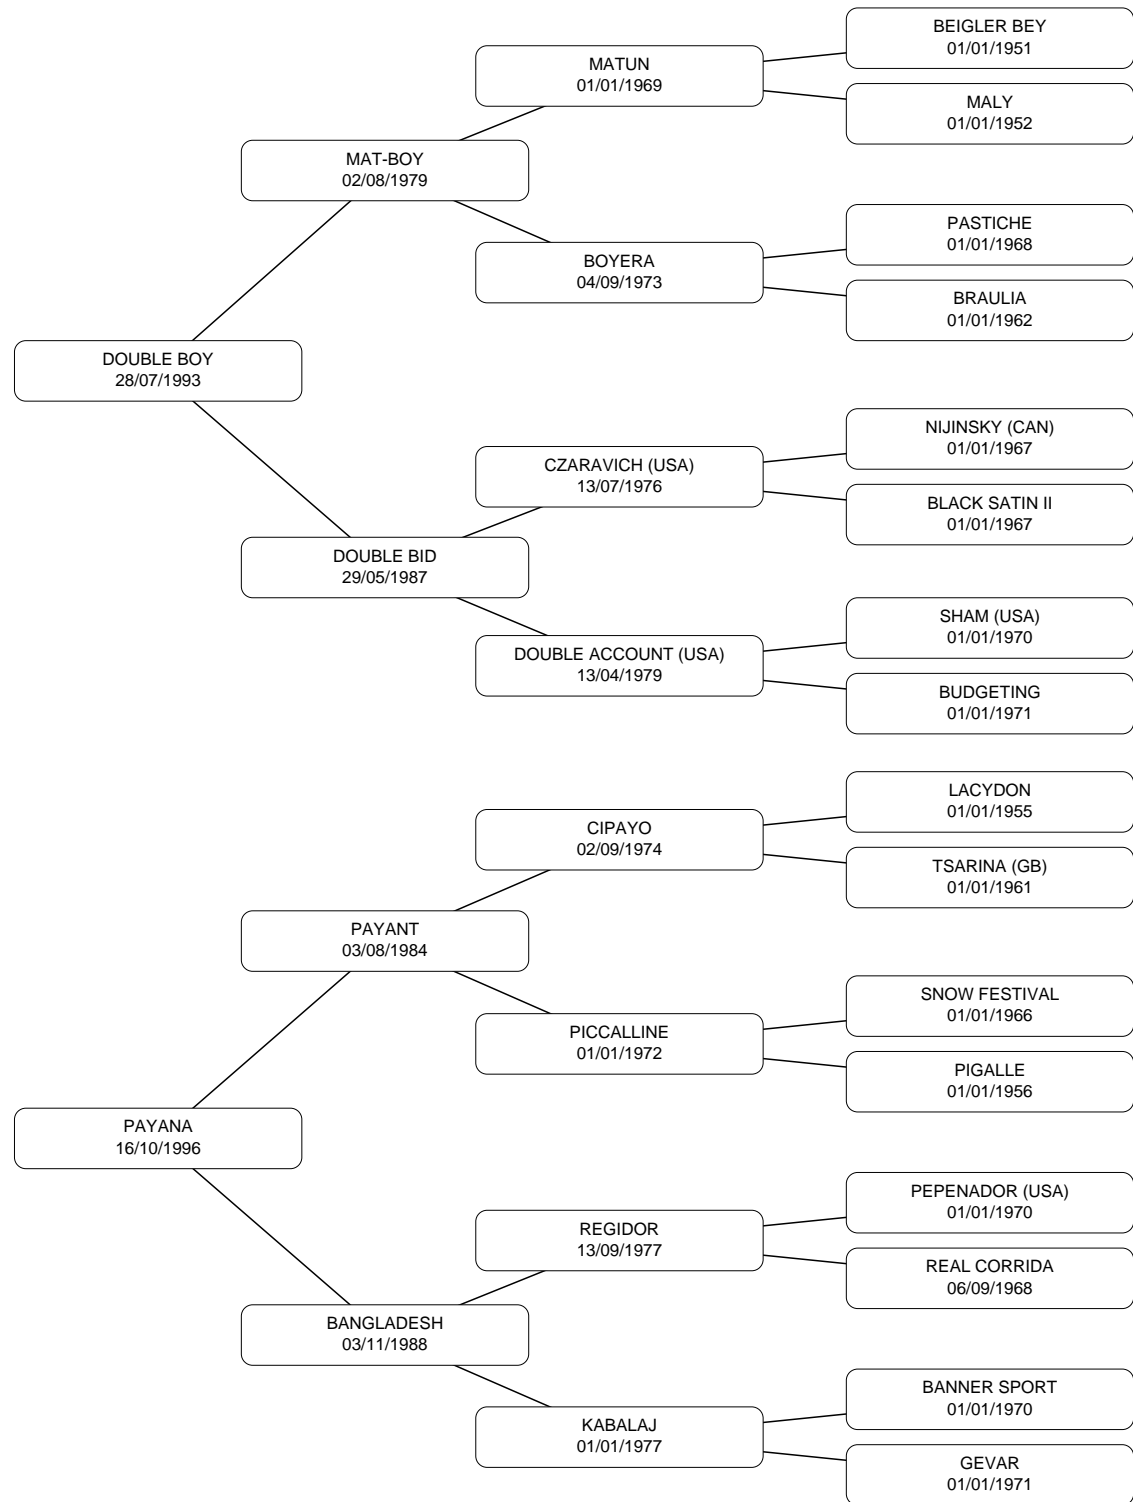 BEIGLER BEY
01/01/1951
MATUN
01/01/1969
MALY
01/01/1952
MAT-BOY
02/08/1979
PASTICHE
01/01/1968
BOYERA
04/09/1973
BRAULIA
01/01/1962
DOUBLE BOY
28/07/1993
NIJINSKY (CAN)
01/01/1967
CZARAVICH (USA)
13/07/1976
BLACK SATIN II
01/01/1967
DOUBLE BID
29/05/1987
SHAM (USA)
01/01/1970
DOUBLE ACCOUNT (USA)
13/04/1979
BUDGETING
01/01/1971
LACYDON
01/01/1955
CIPAYO
02/09/1974
TSARINA (GB)
01/01/1961
PAYANT
03/08/1984
SNOW FESTIVAL
01/01/1966
PICCALLINE
01/01/1972
PIGALLE
01/01/1956
PAYANA
16/10/1996
PEPENADOR (USA)
01/01/1970
REGIDOR
13/09/1977
REAL CORRIDA
06/09/1968
BANGLADESH
03/11/1988
BANNER SPORT
01/01/1970
KABALAJ
01/01/1977
GEVAR
01/01/1971